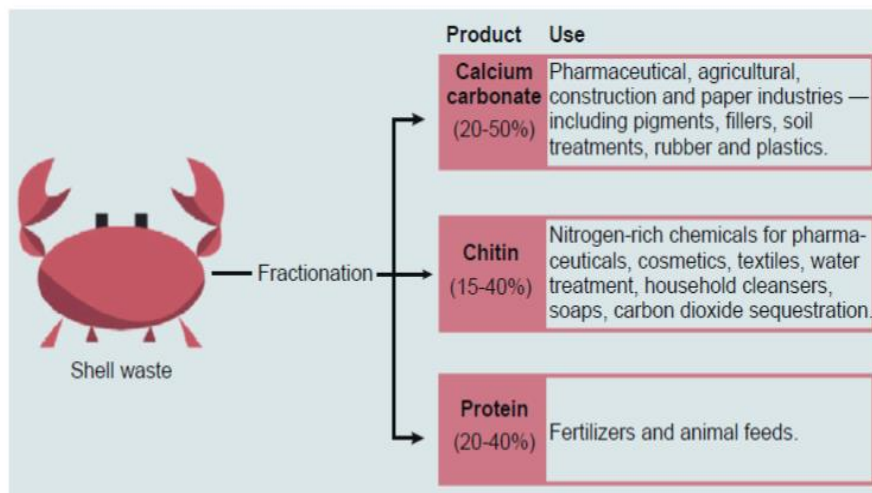 Product Use
Calcium
carbonate
(20-50%)
Pharmaceutical, agricultural,
construction and paper industries —
including pigments, fillers, soil
treatments, rubber and plastics.
Shell waste
Fractionation
Chitin
(15-40%)
Nitrogen-rich chemicals for pharma-
ceuticals, cosmetics, textiles, water
treatment, household cleansers,
soaps, carbon dioxide sequestration.
Protein
(20-40%)
Fertilizers and animal feeds.